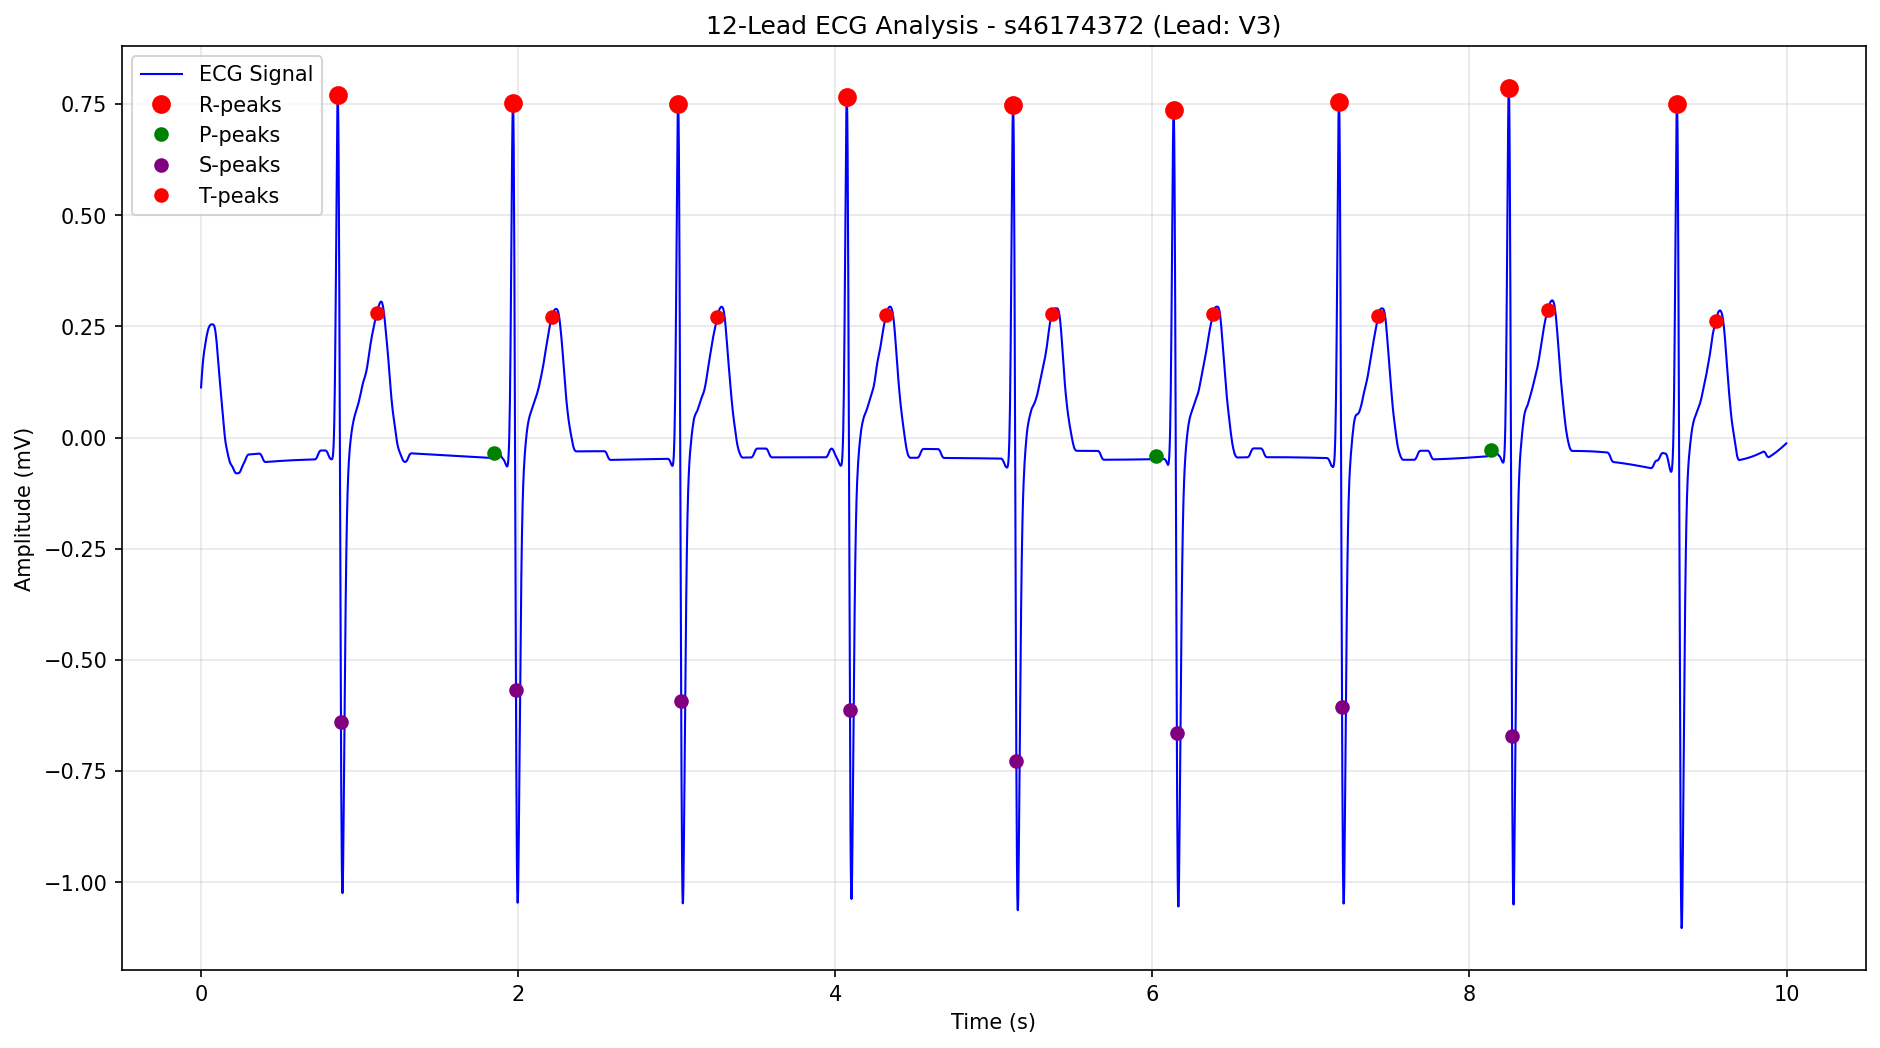 12-Lead ECG Analysis - s46174372 (Lead: V3)
ECG Signal
R-peaks
P-peaks
S-peaks
T-peaks
0.75
0.50
0.25
0.00
−0.25
−0.50
−0.75
−1.00
Amplitude (mV)
0 2 4 6 8 10
Time (s)